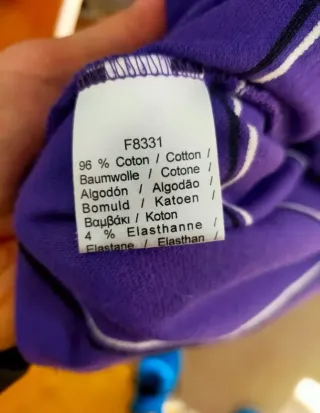 F8331
96 % Coton / Cotton /
Baumwolle / Cotone /
Algodón / Algodão /
Bomuld / Katoen /
Βαμβάκι / Koton
4 % Elasthanne /
Elastane / Elasthan /